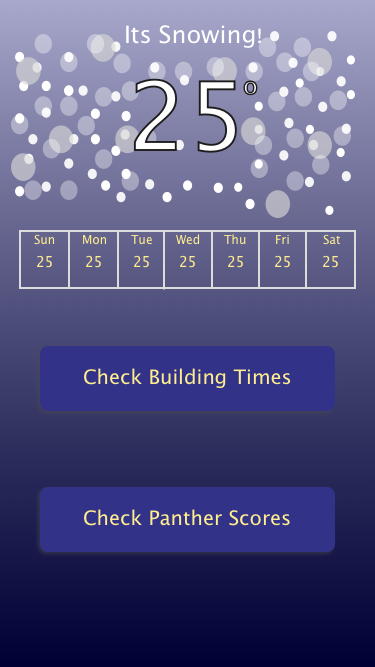 Its Snowing!
25°
Sun Mon Tue Wed Thu Fri Sat
25 25 25 25 25 25 25
Check Building Times
Check Panther Scores